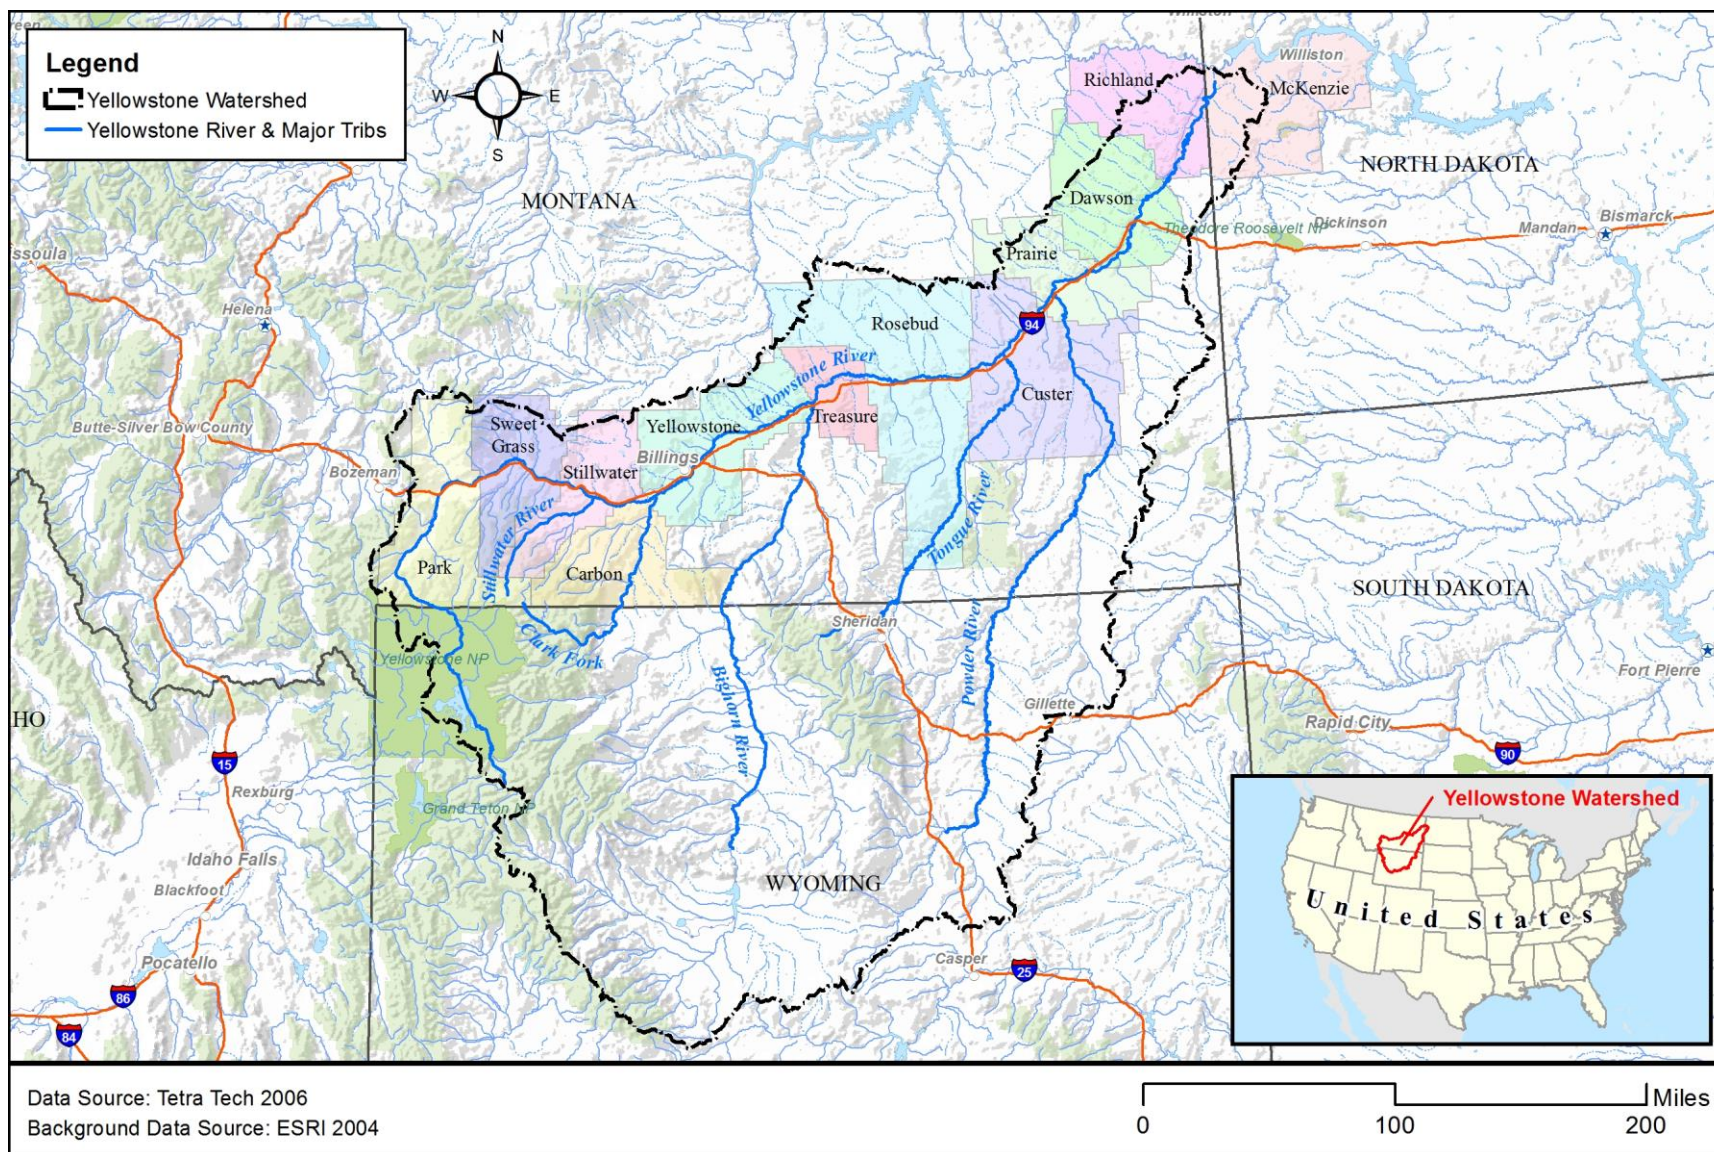 Legend
Yellowstone Watershed
Yellowstone River & Major Tribs
N
W
E
S
Williston
Richland
McKenzie
MONTANA
NORTH DAKOTA
Dawson
Theodore Roosevelt NP
Dickinson
Mandan
Bismarck
ssoula
Prairie
Helena
Rosebud
94
Yellowstone River
Custer
Treasure
Butte-Silver Bow County
Sweet
Grass
Yellowstone
Billings
Stillwater
Bozeman
Stillwater River
Tongue River
Park
Carbon
SOUTH DAKOTA
Sheridan
Clark Fork
Yellowstone NP
Bighorn River
Powder River
Fort Pierre
HO
Gillette
Rapid City
15
90
Rexburg
Grand Teton NP
Yellowstone Watershed
Idaho Falls
Blackfoot
WYOMING
United States
Pocatello
Casper
25
86
84
Data Source: Tetra Tech 2006
Background Data Source: ESRI 2004
Miles
0
100
200